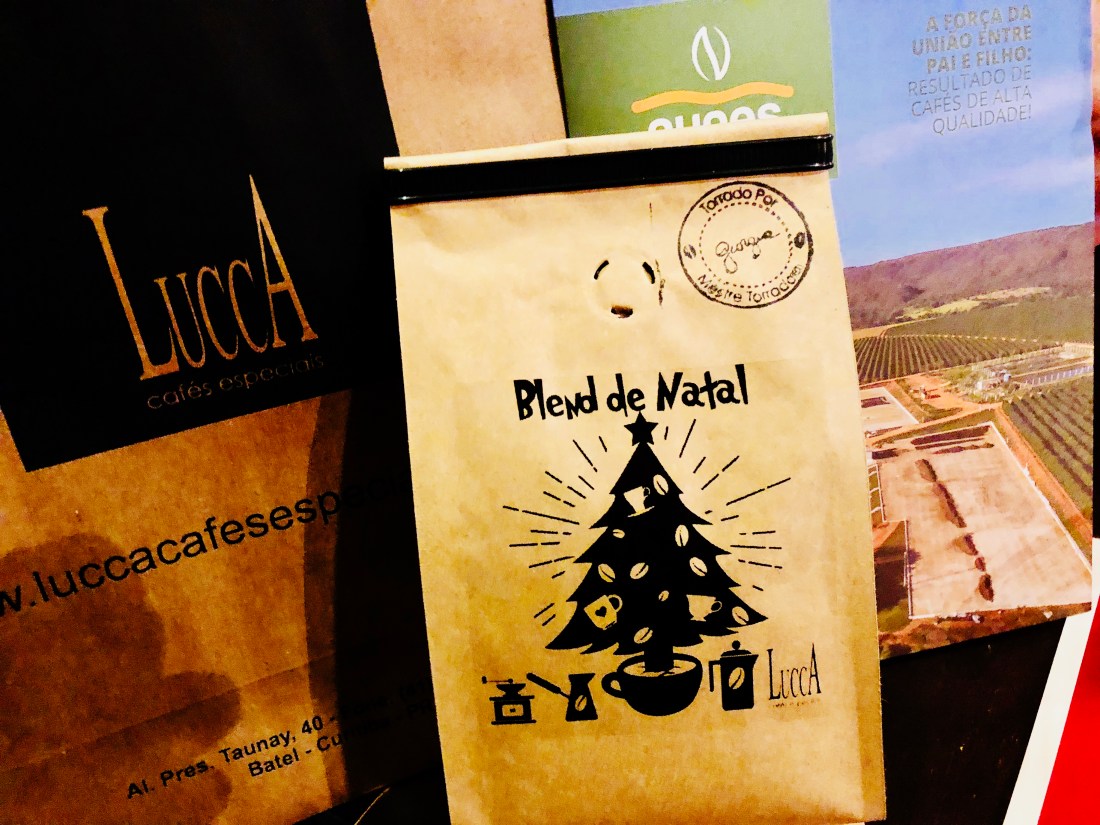 LUCCA
cafés especiais
w.luccacafesesp
Al. Pres. Taunay, 40 -
Batel - Cu
Torrado Por
Mestre Torrador
Blend de Natal
LUCCA
A FORÇA DA
UNIÃO ENTRE
PAI E FILHO:
RESULTADO DE
CAFÉS DE ALTA
QUALIDADE!